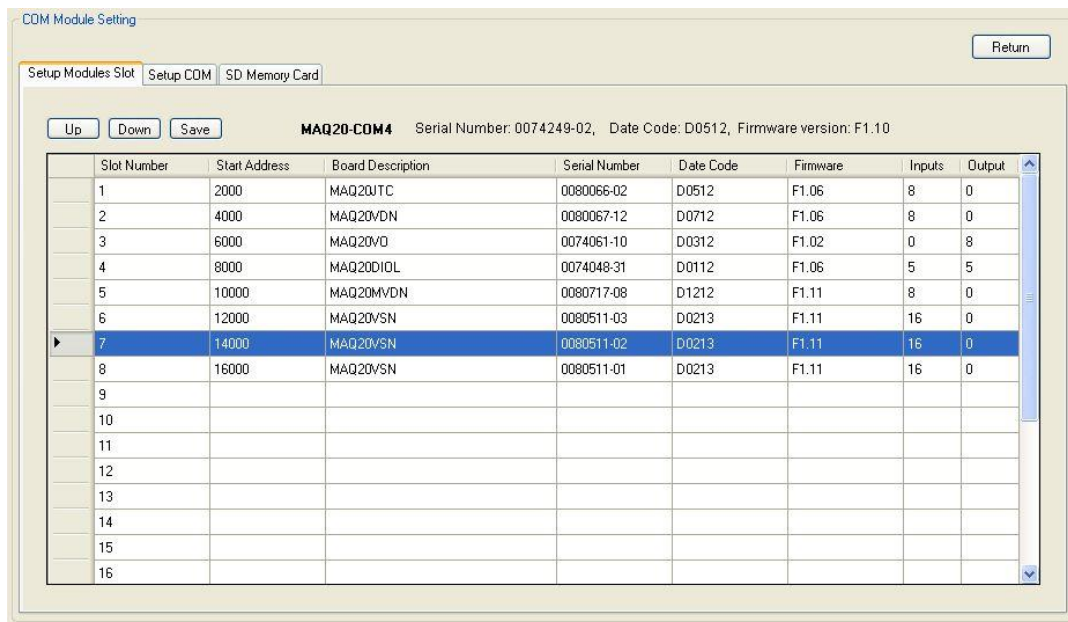 COM Module Setting
Return
Setup Modules Slot Setup COM SD Memory Card
Up Down Save MAQ20-COM4 Serial Number: 0074249-02, Date Code: D0512, Firmware version: F1.10
Slot Number Start Address Board Description Serial Number Date Code Firmware Inputs Output
1 2000 MAQ20JTC 0080066-02 D0512 F1.06 8 0
2 4000 MAQ20VDN 0080067-12 D0712 F1.06 8 0
3 6000 MAQ20VO 0074061-10 D0312 F1.02 0 8
4 8000 MAQ20DIOL 0074048-31 D0112 F1.06 5 5
5 10000 MAQ20MVDN 0080717-08 D1212 F1.11 8 0
6 12000 MAQ20VSN 0080511-03 D0213 F1.11 16 0
7 14000 MAQ20VSN 0080511-02 D0213 F1.11 16 0
8 16000 MAQ20VSN 0080511-01 D0213 F1.11 16 0
9
10
11
12
13
14
15
16